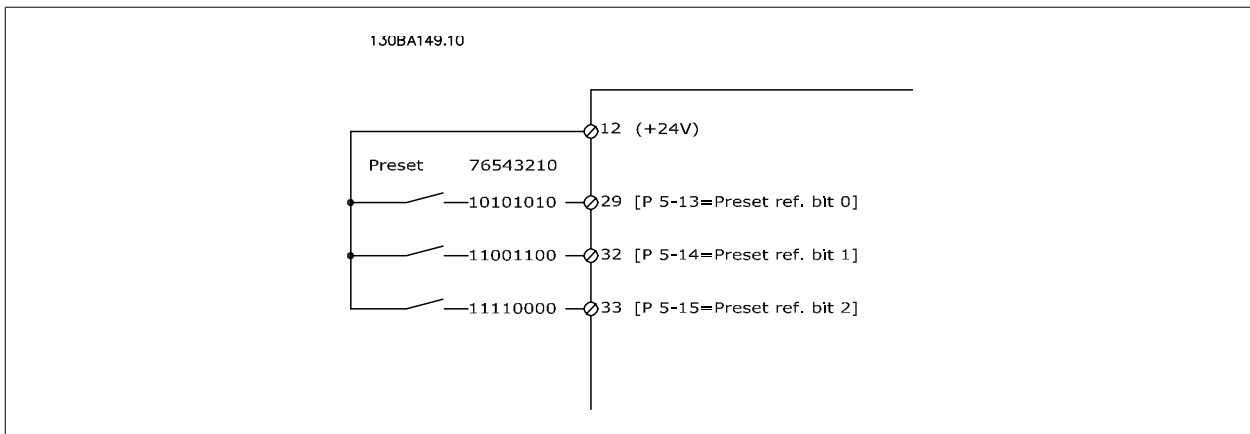 130BA149.10
12 (+24V)
Preset 76543210
10101010 29 [P 5-13=Preset ref. bit 0]
11001100 32 [P 5-14=Preset ref. bit 1]
11110000 33 [P 5-15=Preset ref. bit 2]